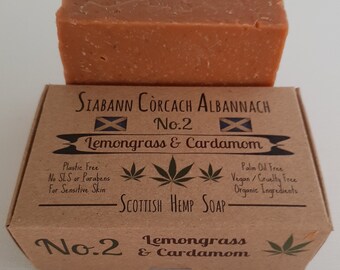 Siabann Còrcach Albannach
No.2
Lemongrass & Cardamom
Plastic Free
No SLS or Parabens
For Sensitive Skin
Palm Oil Free
Vegan / Cruelty Free
Organic Ingredients
Scottish Hemp Soap
No.2
Lemongrass
& Cardamom